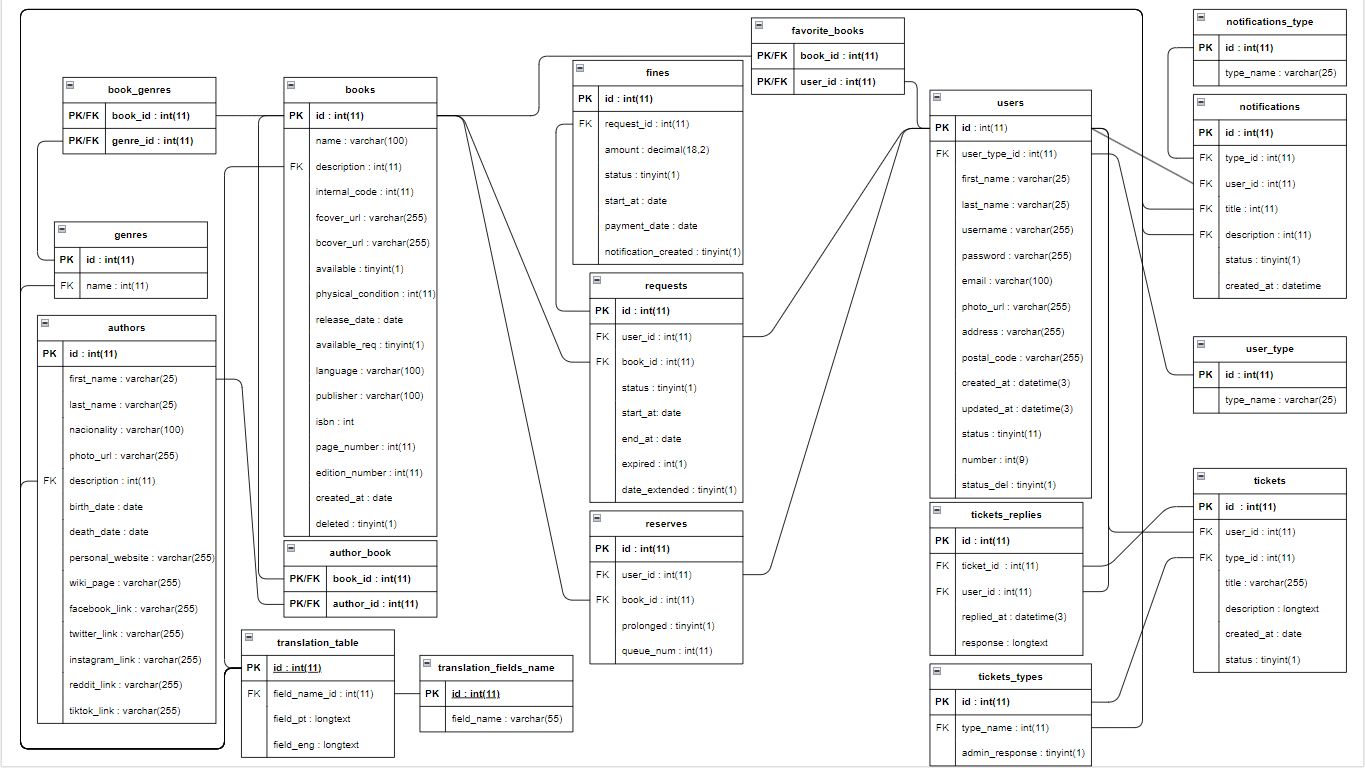 book_genres
PK/FK book_id : int(11)
PK/FK genre_id : int(11)
genres
PK id : int(11)
FK name : int(11)
authors
PK id : int(11)
first_name : varchar(25)
last_name : varchar(25)
nacionality : varchar(100)
photo_url : varchar(255)
FK description : int(11)
birth_date : date
death_date : date
personal_website : varchar(255)
wiki_page : varchar(255)
facebook_link : varchar(255)
twitter_link : varchar(255)
instagram_link : varchar(255)
reddit_link : varchar(255)
tiktok_link : varchar(255)
books
PK id : int(11)
name : varchar(100)
FK description : int(11)
internal_code : int(11)
fcover_url : varchar(255)
bcover_url : varchar(255)
available : tinyint(1)
physical_condition : int(11)
release_date : date
available_req : tinyint(1)
language : varchar(100)
publisher : varchar(100)
isbn : int
page_number : int(11)
edition_number : int(11)
created_at : date
deleted : tinyint(1)
author_book
PK/FK book_id : int(11)
PK/FK author_id : int(11)
translation_table
PK id : int(11)
FK field_name_id : int(11)
field_pt : longtext
field_eng : longtext
translation_fields_name
PK id : int(11)
field_name : varchar(55)
fines
PK id : int(11)
FK request_id : int(11)
amount : decimal(18,2)
status : tinyint(1)
start_at : date
payment_date : date
notification_created : tinyint(1)
requests
PK id : int(11)
FK user_id : int(11)
FK book_id : int(11)
status : tinyint(1)
start_at: date
end_at : date
expired : int(1)
date_extended : tinyint(1)
reserves
PK id : int(11)
FK user_id : int(11)
FK book_id : int(11)
prolonged : tinyint(1)
queue_num : int(11)
favorite_books
PK/FK book_id : int(11)
PK/FK user_id : int(11)
users
PK id : int(11)
FK user_type_id : int(11)
first_name : varchar(25)
last_name : varchar(25)
username : varchar(255)
password : varchar(255)
email : varchar(100)
photo_url : varchar(255)
address : varchar(255)
postal_code : varchar(255)
created_at : datetime(3)
updated_at : datetime(3)
status : tinyint(11)
number : int(9)
status_del : tinyint(1)
tickets_replies
PK id : int(11)
FK ticket_id : int(11)
FK user_id : int(11)
replied_at : datetime(3)
response : longtext
tickets_types
PK id : int(11)
FK type_name : int(11)
admin_response : tinyint(1)
notifications_type
PK id : int(11)
type_name : varchar(25)
notifications
PK id : int(11)
FK type_id : int(11)
FK user_id : int(11)
FK title : int(11)
FK description : int(11)
status : tinyint(1)
created_at : datetime
user_type
PK id : int(11)
type_name : varchar(25)
tickets
PK id : int(11)
FK user_id : int(11)
FK type_id : int(11)
title : varchar(255)
description : longtext
created_at : date
status : tinyint(1)